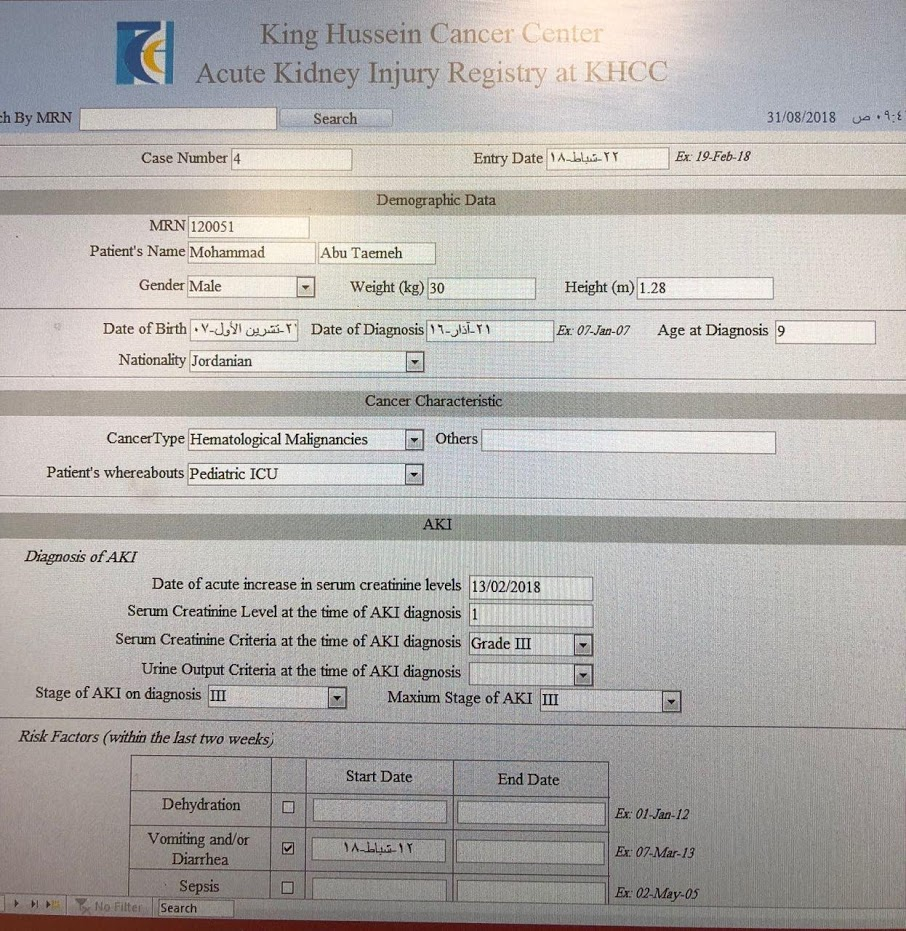 King Hussein Cancer Center
Acute Kidney Injury Registry at KHCC
ch By MRN Search 31/08/2018 ص ٠٩:٤
Case Number 4 Entry Date ٢٢-شباط-١٨ Ex: 19-Feb-18
Demographic Data
MRN 120051
Patient's Name Mohammad Abu Taemeh
Gender Male Weight (kg) 30 Height (m) 1.28
Date of Birth تشرين الأول-٠٧ Date of Diagnosis ٢١-آذار-١٦ Ex: 07-Jan-07 Age at Diagnosis 9
Nationality Jordanian
Cancer Characteristic
CancerType Hematological Malignancies Others
Patient's whereabouts Pediatric ICU
AKI
Diagnosis of AKI
Date of acute increase in serum creatinine levels 13/02/2018
Serum Creatinine Level at the time of AKI diagnosis 1
Serum Creatinine Criteria at the time of AKI diagnosis Grade III
Urine Output Criteria at the time of AKI diagnosis
Stage of AKI on diagnosis III Maxium Stage of AKI III
Risk Factors (within the last two weeks)
Start Date End Date
Dehydration Ex: 01-Jan-12
Vomiting and/or
Diarrhea ١٢-شباط-١٨ Ex: 07-Mar-13
Sepsis Ex: 02-May-05
No Filter Search